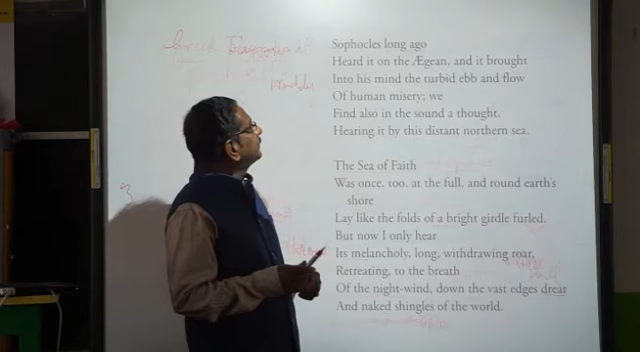 Greek
muddy
Sophocles long ago
Heard it on the Ægean, and it brought
Into his mind the turbid ebb and flow
Of human misery; we
Find also in the sound a thought,
Hearing it by this distant northern sea.
The Sea of Faith
Was once, too, at the full, and round earth's
shore
Lay like the folds of a bright girdle furled.
But now I only hear
Its melancholy, long, withdrawing roar,
Retreating, to the breath
Of the night-wind, down the vast edges drear
And naked shingles of the world.